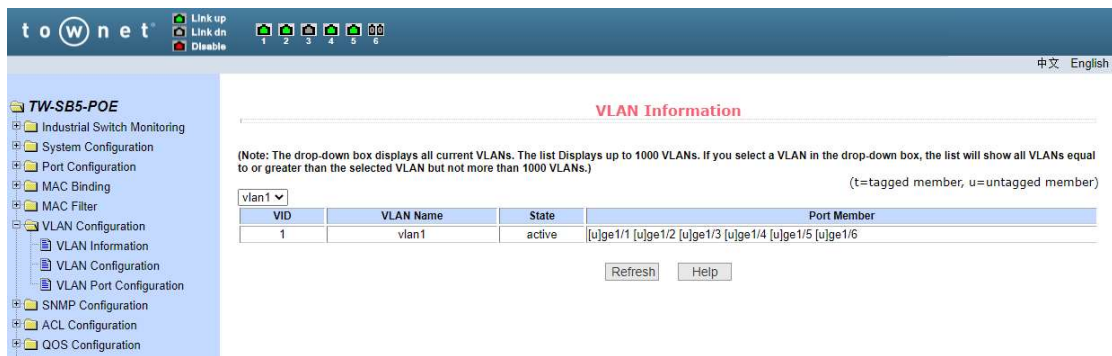 townet
Link up
Link dn
Disable
1 2 3 4 5 6
中文 English
TW-SB5-POE
Industrial Switch Monitoring
System Configuration
Port Configuration
MAC Binding
MAC Filter
VLAN Configuration
VLAN Information
VLAN Configuration
VLAN Port Configuration
SNMP Configuration
ACL Configuration
QOS Configuration
VLAN Information
(Note: The drop-down box displays all current VLANs. The list Displays up to 1000 VLANs. If you select a VLAN in the drop-down box, the list will show all VLANs equal
to or greater than the selected VLAN but not more than 1000 VLANs.)
(t=tagged member, u=untagged member)
vlan1
VID VLAN Name State Port Member
1 vlan1 active [u]ge1/1 [u]ge1/2 [u]ge1/3 [u]ge1/4 [u]ge1/5 [u]ge1/6
Refresh Help